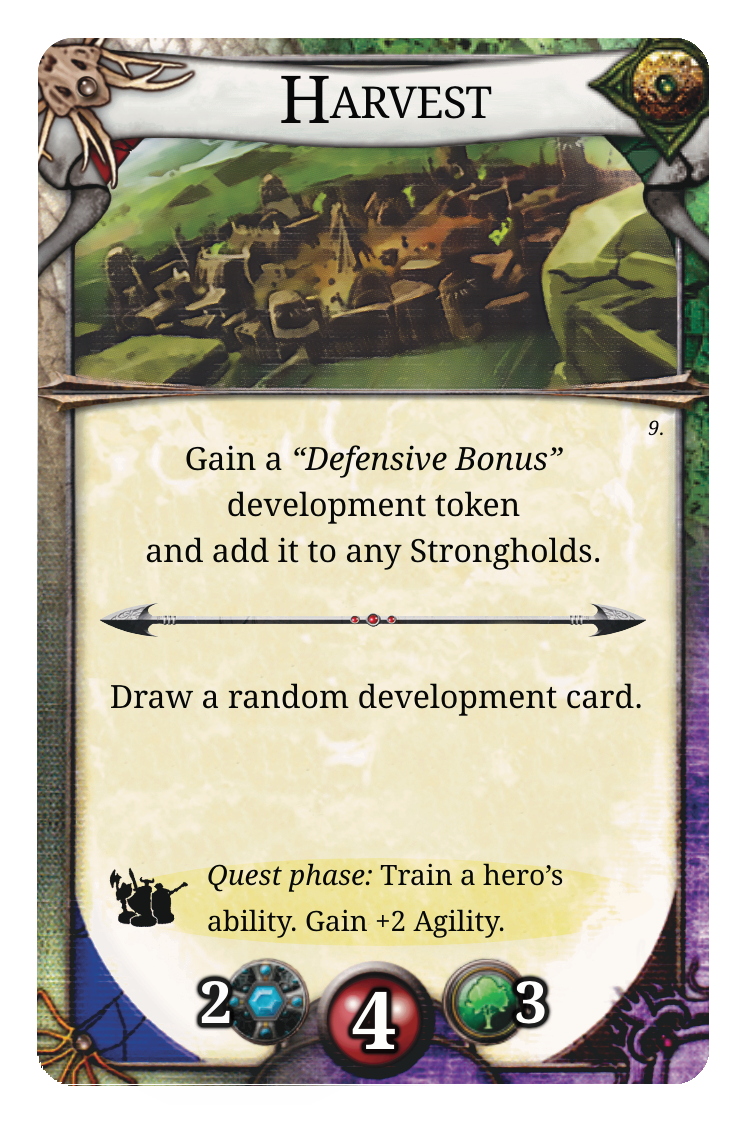 Harvest
9.
Gain a “Defensive Bonus”
development token
and add it to any Strongholds.
Draw a random development card.
Quest phase: Train a hero’s
ability. Gain +2 Agility.
2 4 3